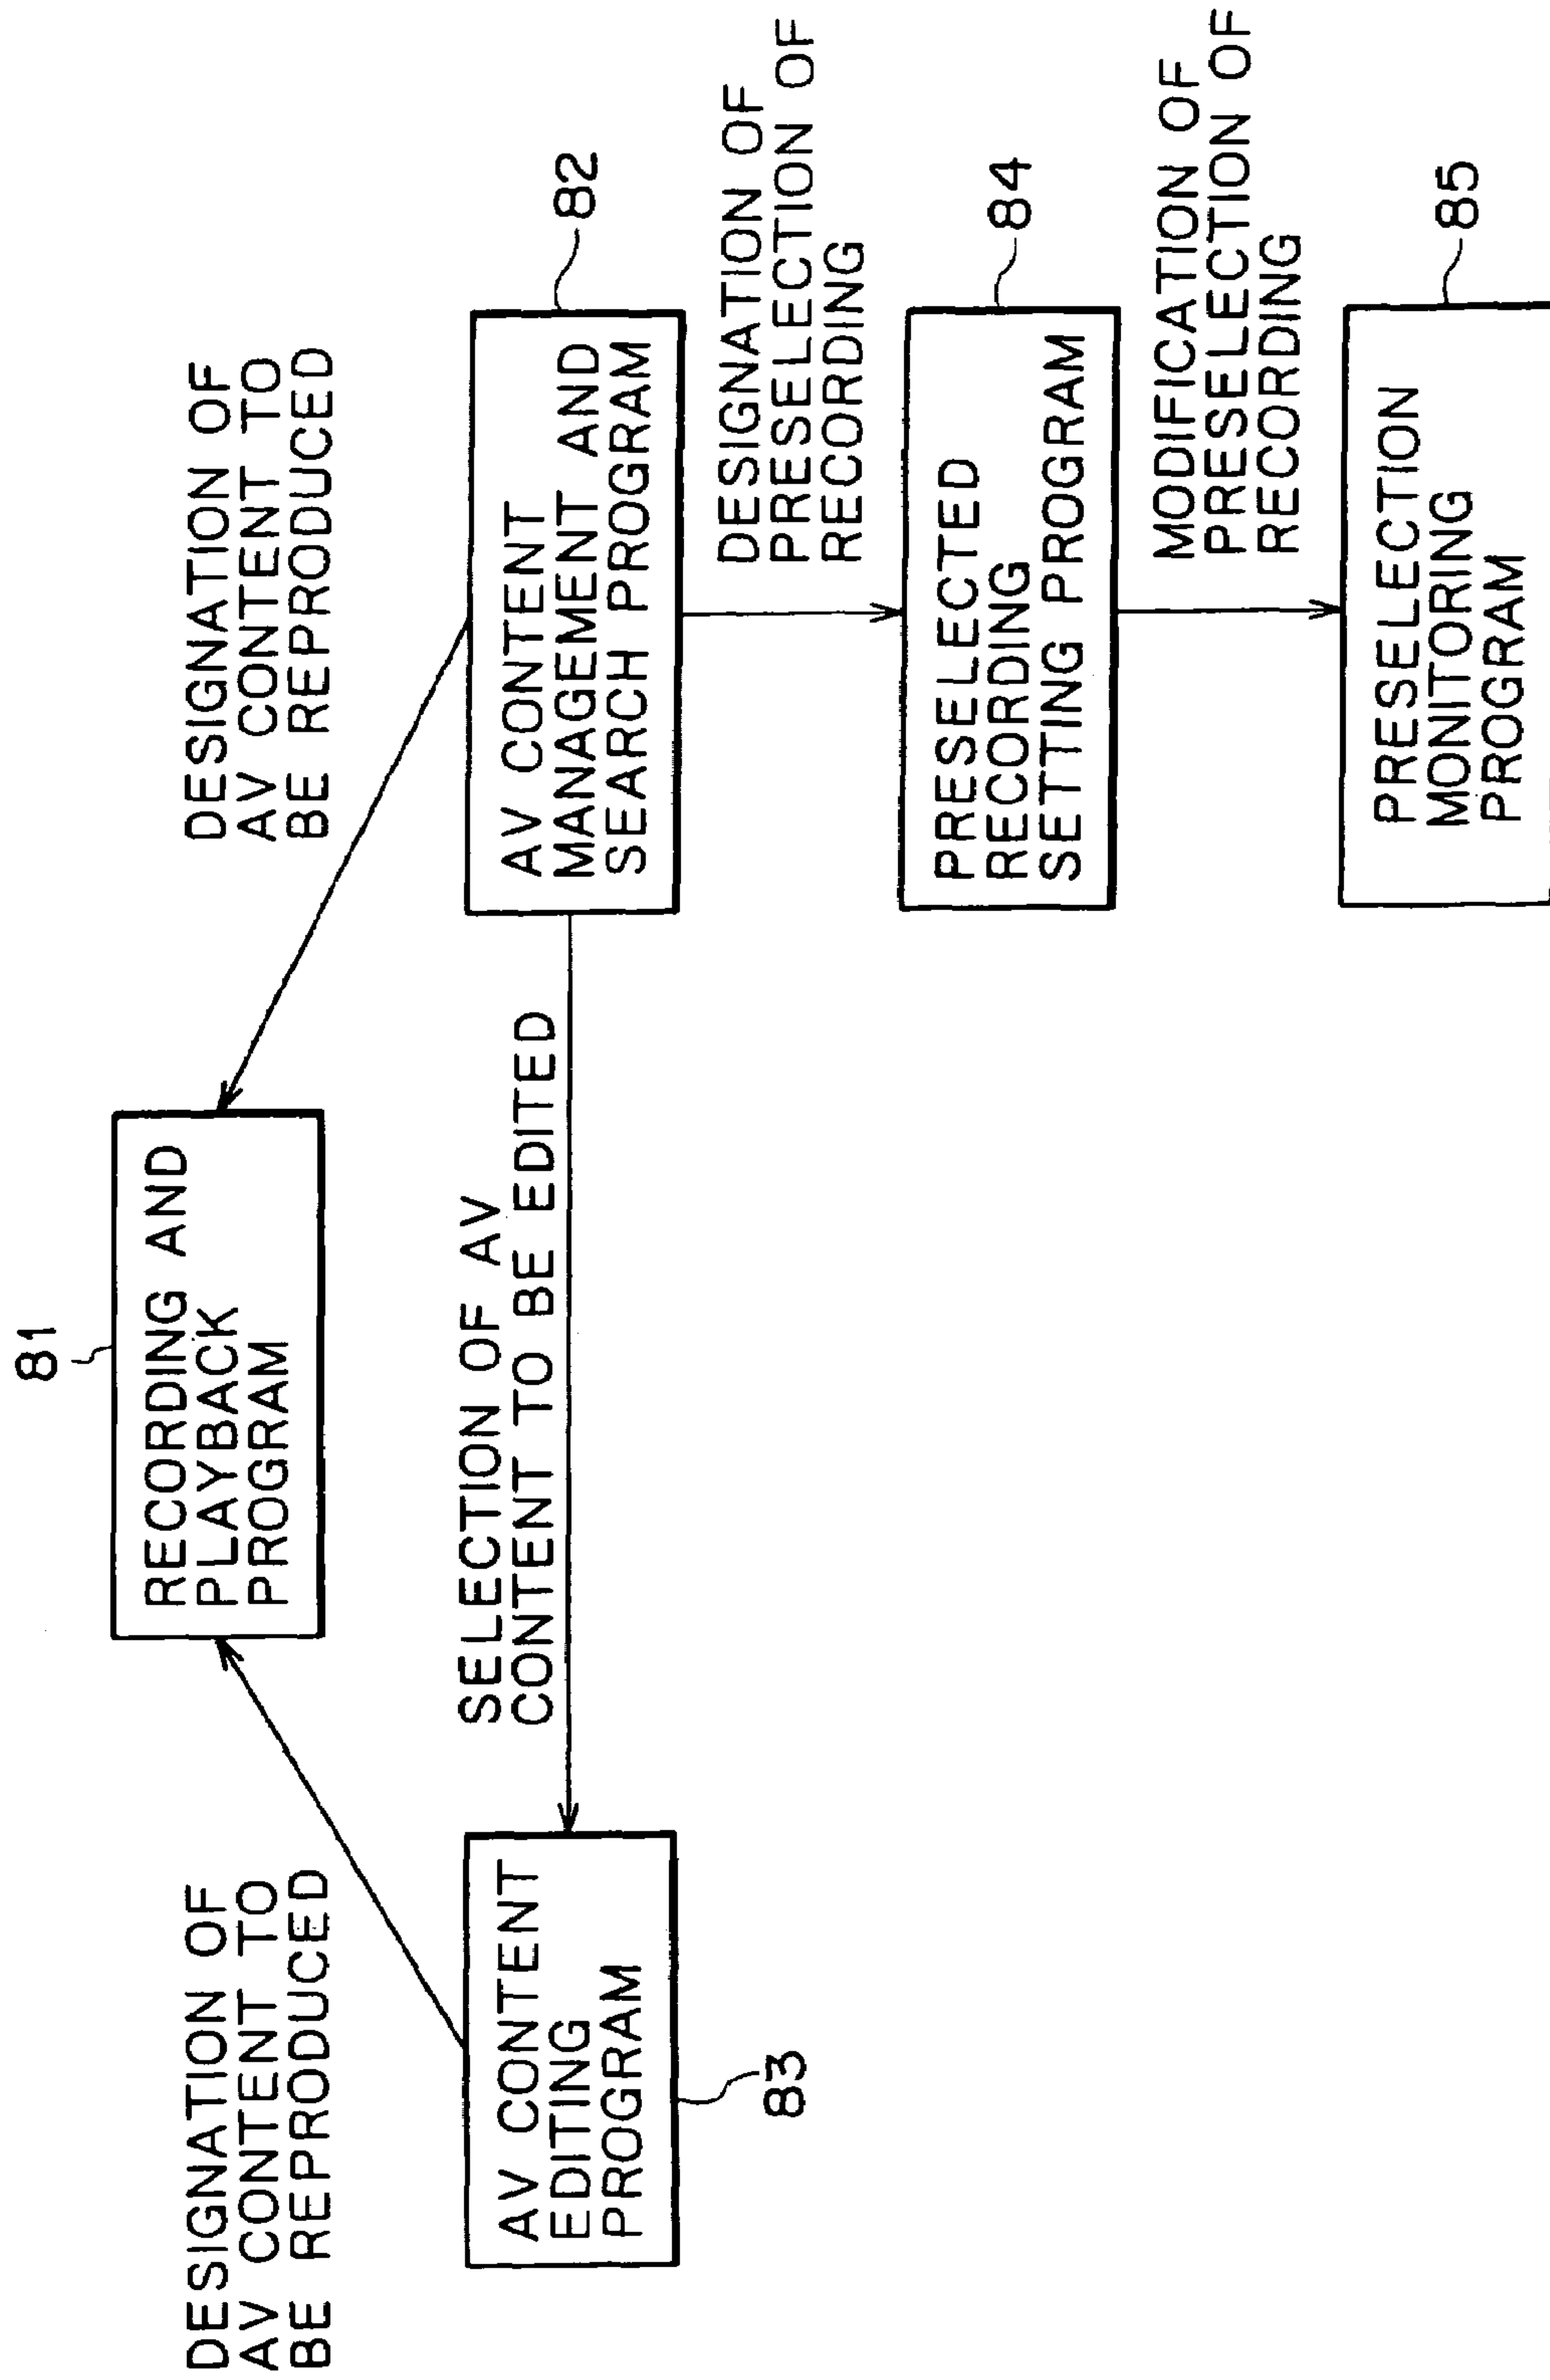 81
RECORDING AND
PLAYBACK
PROGRAM
DESIGNATION OF
AV CONTENT TO
BE REPRODUCED
DESIGNATION OF
AV CONTENT TO
BE REPRODUCED
SELECTION OF AV
CONTENT TO BE EDITED
AV CONTENT
EDITING
PROGRAM
83
AV CONTENT
MANAGEMENT AND
SEARCH PROGRAM
82
DESIGNATION OF
PRESELECTION OF
RECORDING
PRESELECTED
RECORDING
SETTING PROGRAM
84
MODIFICATION OF
PRESELECTION OF
RECORDING
PRESELECTION
MONITORING
PROGRAM
85